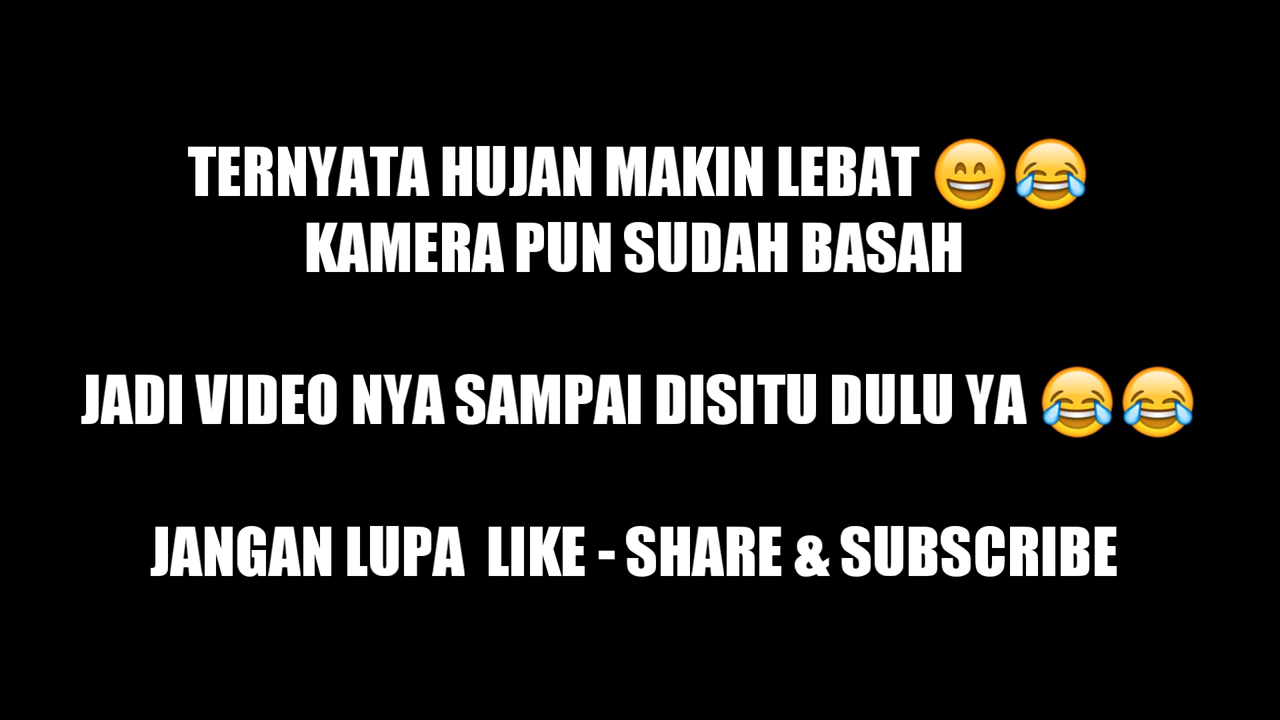 TERNYATA HUJAN MAKIN LEBAT 😄😂
KAMERA PUN SUDAH BASAH
JADI VIDEO NYA SAMPAI DISITU DULU YA 😂😂
JANGAN LUPA  LIKE - SHARE & SUBSCRIBE